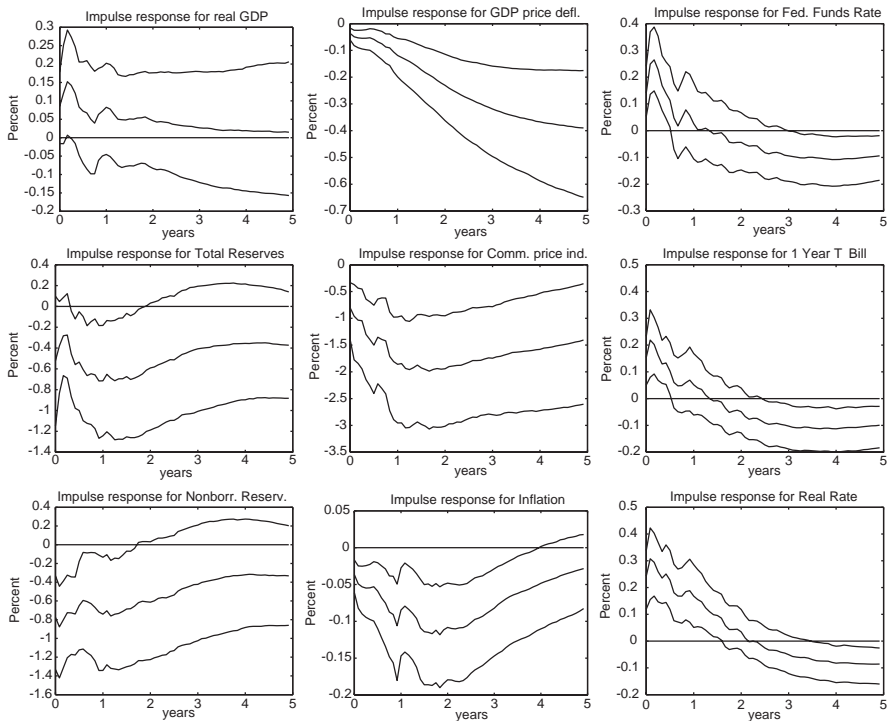 Impulse response for real GDP
0.3
0.25
0.2
0.15
0.1
0.05
0
-0.05
-0.1
-0.15
-0.2
Percent
0 1 2 3 4 5
years
Impulse response for GDP price defl.
0
-0.1
-0.2
-0.3
-0.4
-0.5
-0.6
-0.7
Percent
0 1 2 3 4 5
years
Impulse response for Fed. Funds Rate
0.4
0.3
0.2
0.1
0
-0.1
-0.2
0.3
Percent
0 1 2 3 4 5
years
Impulse response for Total Reserves
0.4
0.2
0
-0.2
-0.4
-0.6
-0.8
-1
-1.2
-1.4
Percent
0 1 2 3 4 5
years
Impulse response for Comm. price ind.
0
-0.5
-1
-1.5
-2
-2.5
-3
-3.5
Percent
0 1 2 3 4 5
years
Impulse response for 1 Year T Bill
0.5
0.4
0.3
0.2
0.1
0
-0.1
-0.2
Percent
0 1 2 3 4 5
years
Impulse response for Nonborr. Reserv.
0.4
0.2
0
-0.2
-0.4
-0.6
-0.8
-1
-1.2
-1.4
-1.6
Percent
0 1 2 3 4 5
years
Impulse response for Inflation
0.05
0
-0.05
-0.1
-0.15
-0.2
Percent
0 1 2 3 4 5
years
Impulse response for Real Rate
0.5
0.4
0.3
0.2
0.1
0
-0.1
0.2
Percent
0 1 2 3 4 5
years